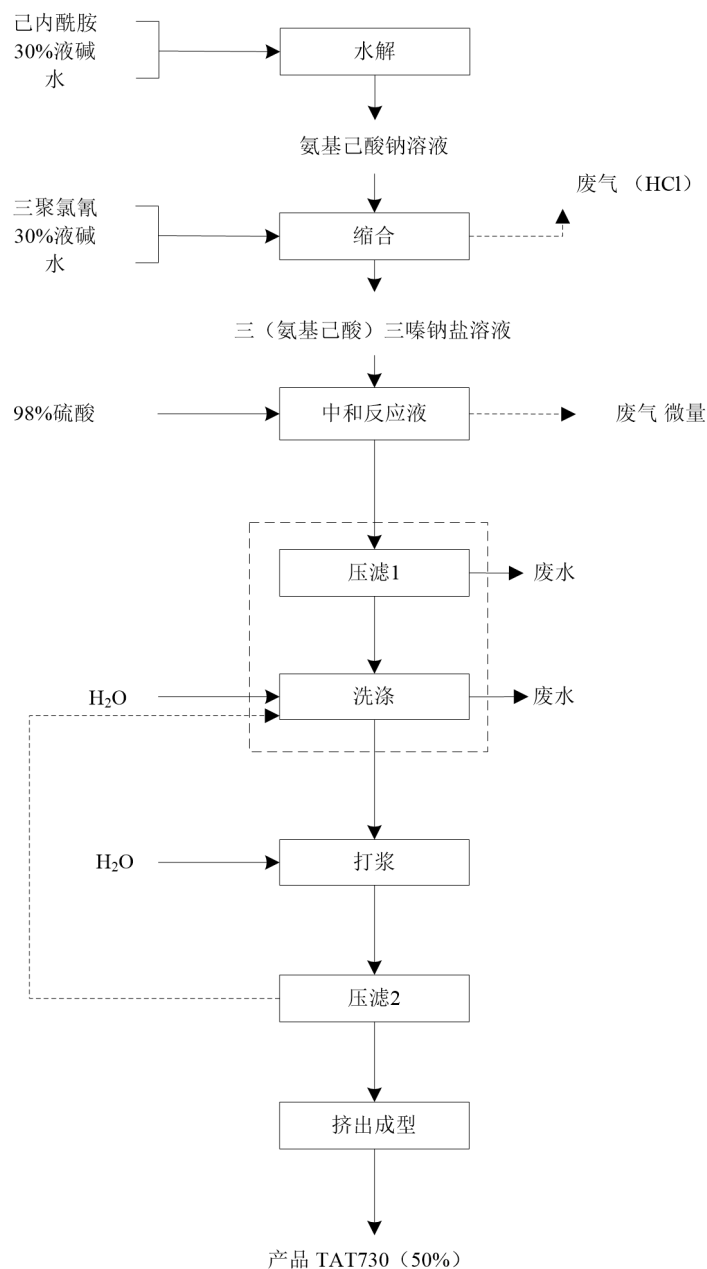 己内酰胺
30%液碱
水
水解
氨基己酸钠溶液
废气 （HCl）
三聚氯氰
30%液碱
水
缩合
三（氨基己酸）三嗪钠盐溶液
98%硫酸
中和反应液
废气 微量
压滤1
废水
H₂O
洗涤
废水
H₂O
打浆
压滤2
挤出成型
产品 TAT730（50%）